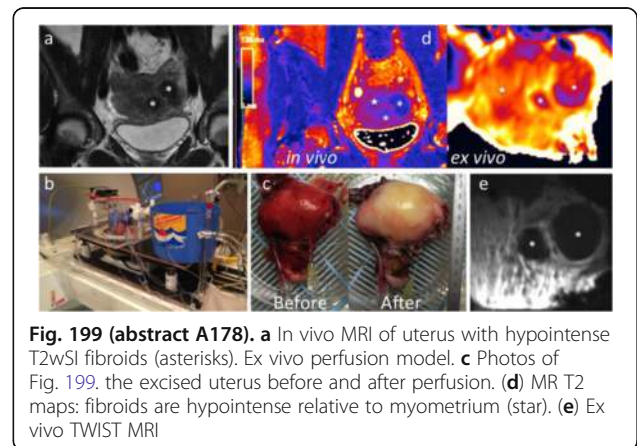 a
d
in vivo
ex vivo
b
c
e
Before
After
Fig. 199 (abstract A178). a In vivo MRI of uterus with hypointense
T2wSI fibroids (asterisks). Ex vivo perfusion model. c Photos of
Fig. 199. the excised uterus before and after perfusion. (d) MR T2
maps: fibroids are hypointense relative to myometrium (star). (e) Ex
vivo TWIST MRI